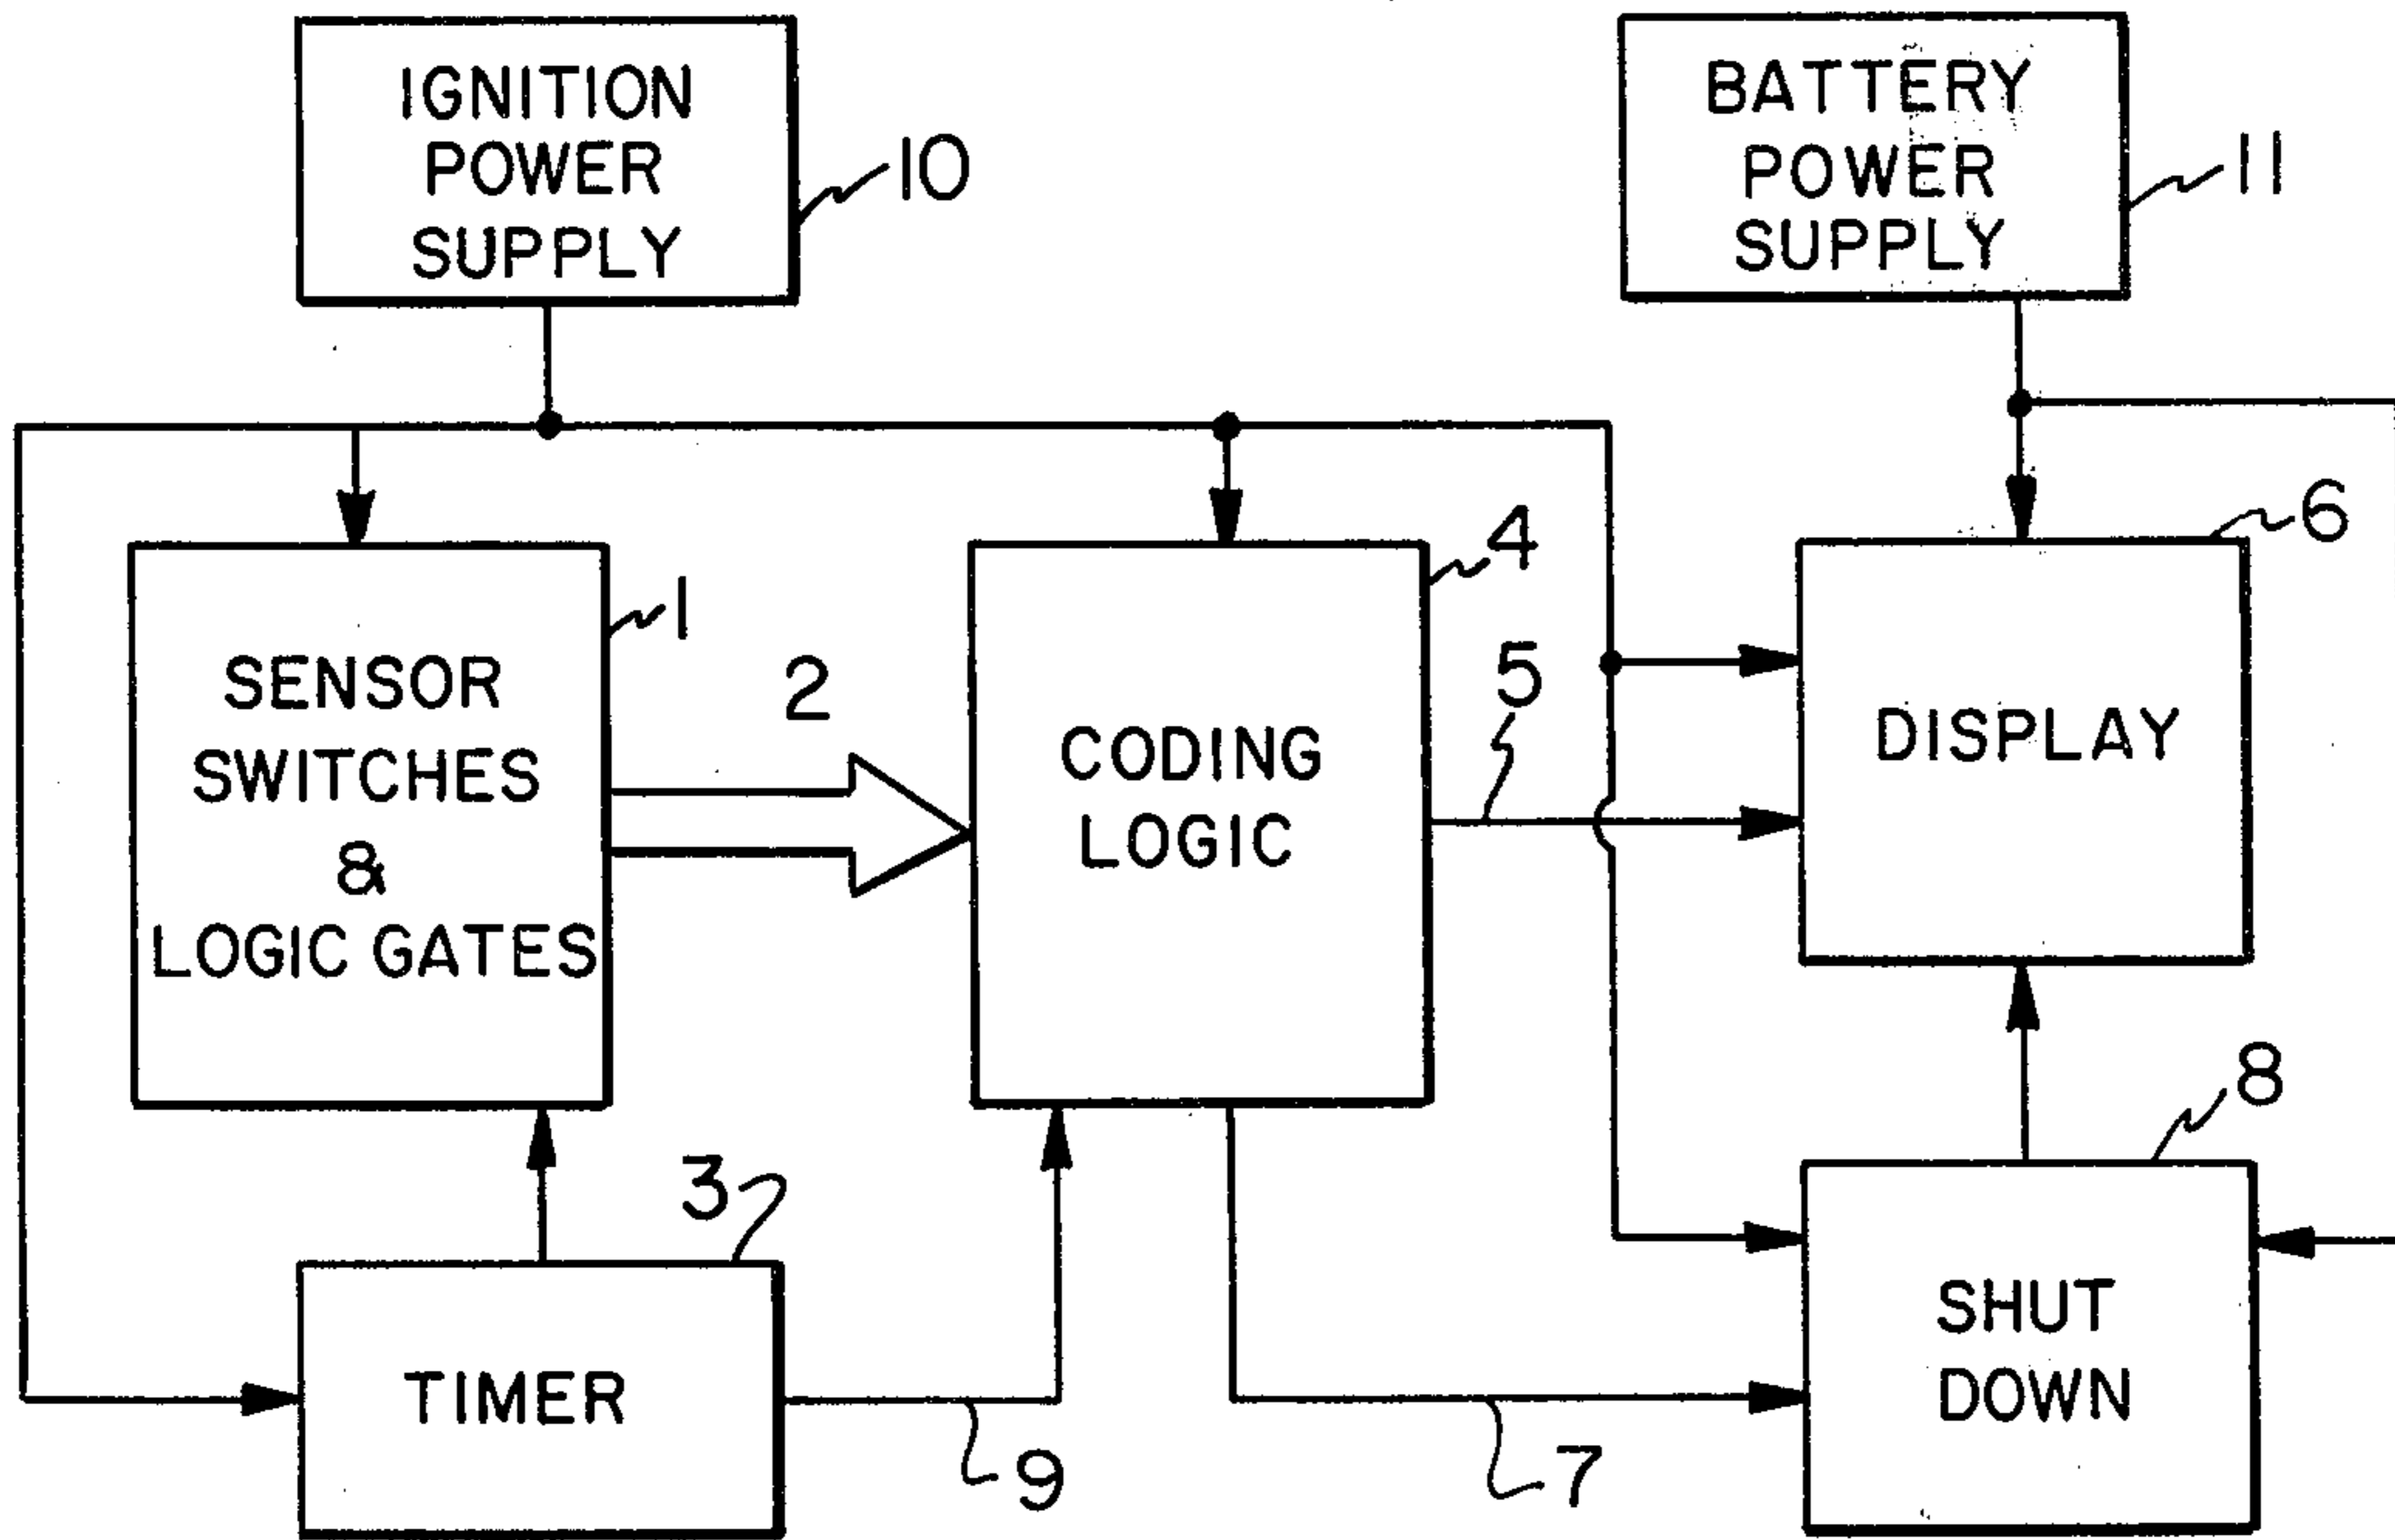 IGNITION
POWER
SUPPLY
10
BATTERY
POWER
SUPPLY
11
SENSOR
SWITCHES
&
LOGIC GATES
1
2
CODING
LOGIC
4
5
DISPLAY
6
TIMER
3
9
7
SHUT
DOWN
8